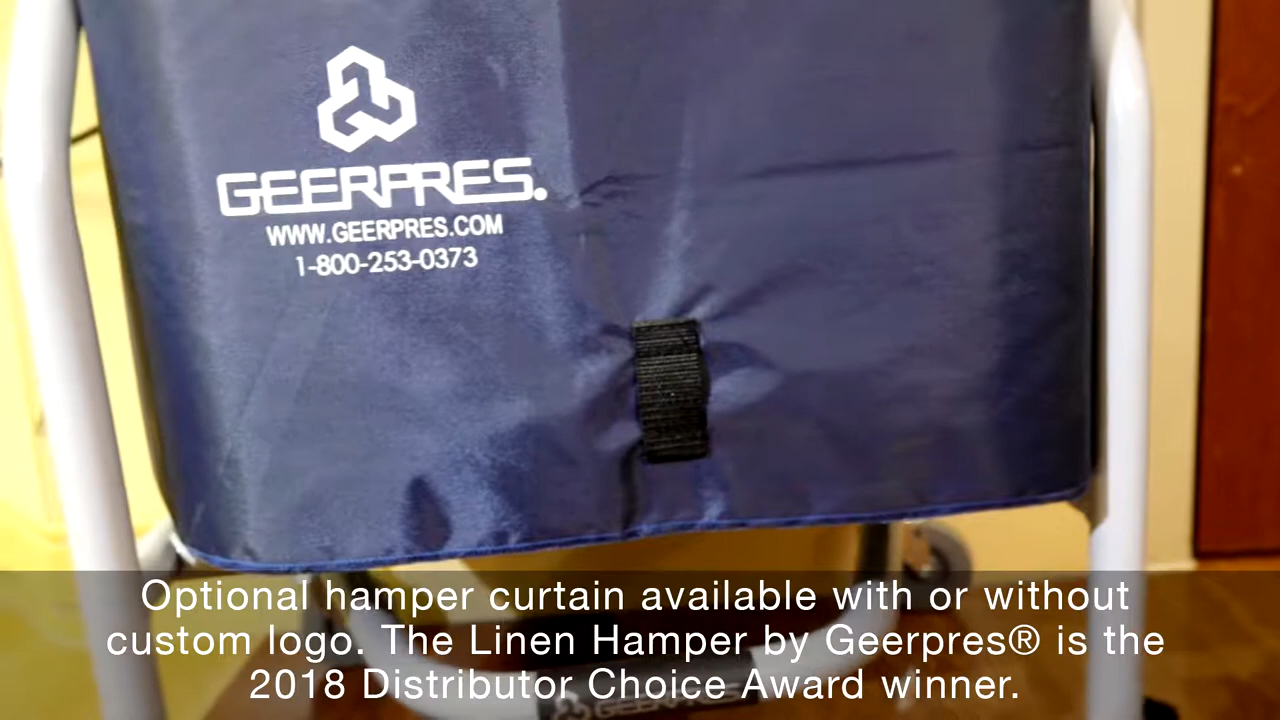 GEERPRES.
WWW.GEERPRES.COM
1-800-253-0373
Optional hamper curtain available with or without
custom logo. The Linen Hamper by Geerpres® is the
2018 Distributor Choice Award winner.
GEERPRES